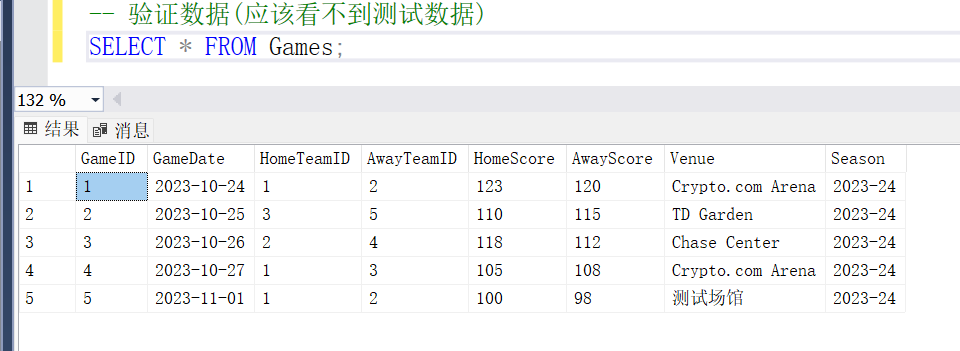 -- 验证数据(应该看不到测试数据)
SELECT * FROM Games;
132 %
结果 消息
GameID GameDate HomeTeamID AwayTeamID HomeScore AwayScore Venue Season
1 1 2023-10-24 1 2 123 120 Crypto.com Arena 2023-24
2 2 2023-10-25 3 5 110 115 TD Garden 2023-24
3 3 2023-10-26 2 4 118 112 Chase Center 2023-24
4 4 2023-10-27 1 3 105 108 Crypto.com Arena 2023-24
5 5 2023-11-01 1 2 100 98 测试场馆 2023-24